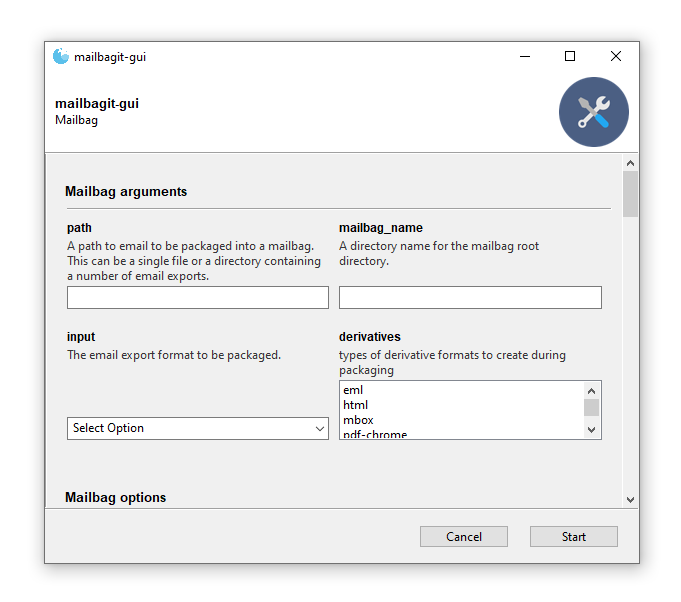 mailbagit-gui
mailbagit-gui
Mailbag
Mailbag arguments
path
A path to email to be packaged into a mailbag.
This can be a single file or a directory containing
a number of email exports.
mailbag_name
A directory name for the mailbag root
directory.
input
The email export format to be packaged.
Select Option
derivatives
types of derivative formats to create during
packaging
eml
html
mbox
pdf-chrome
Mailbag options
Cancel
Start